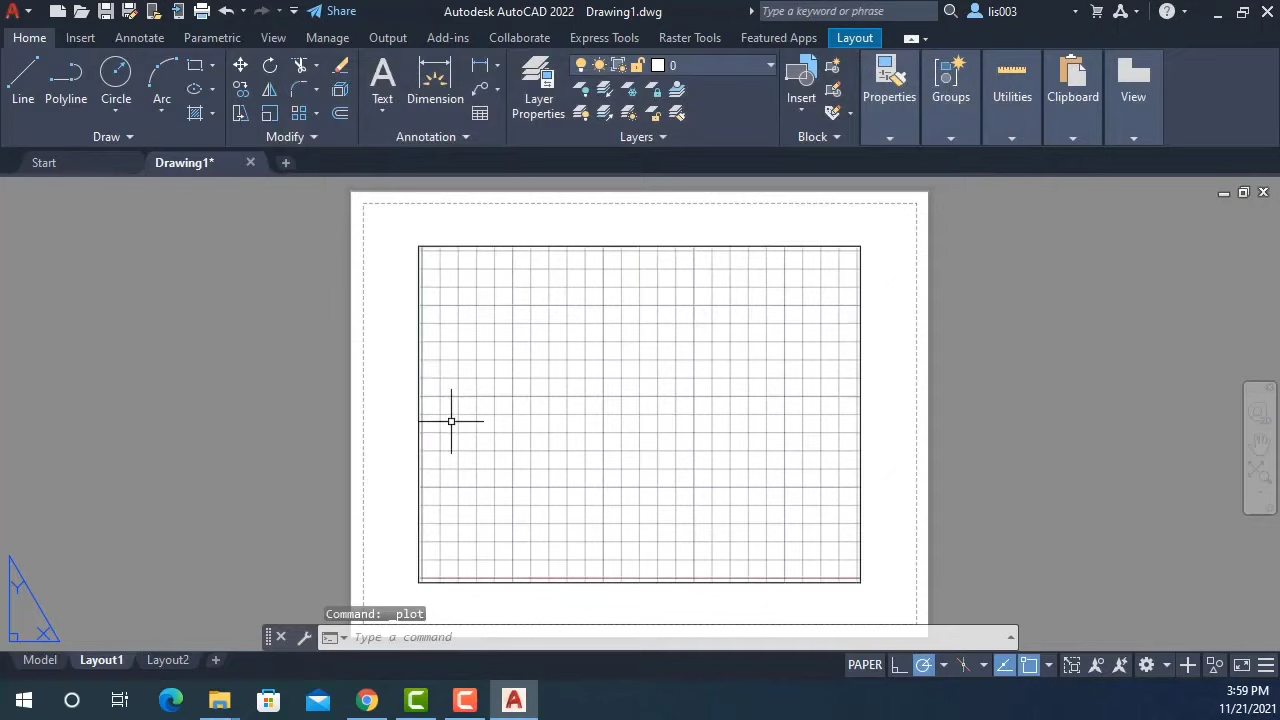 Share
Autodesk AutoCAD 2022 Drawing1.dwg
Type a keyword or phrase
lis003
Home
Insert
Annotate
Parametric
View
Manage
Output
Add-ins
Collaborate
Express Tools
Raster Tools
Featured Apps
Layout
Line
Polyline
Circle
Arc
Text
Dimension
Layer
Properties
0
Insert
Properties
Groups
Utilities
Clipboard
View
Draw
Modify
Annotation
Layers
Block
Start
Drawing1*
Y
X
Command: _plot
Type a command
Model
Layout1
Layout2
PAPER
3:59 PM
11/21/2021